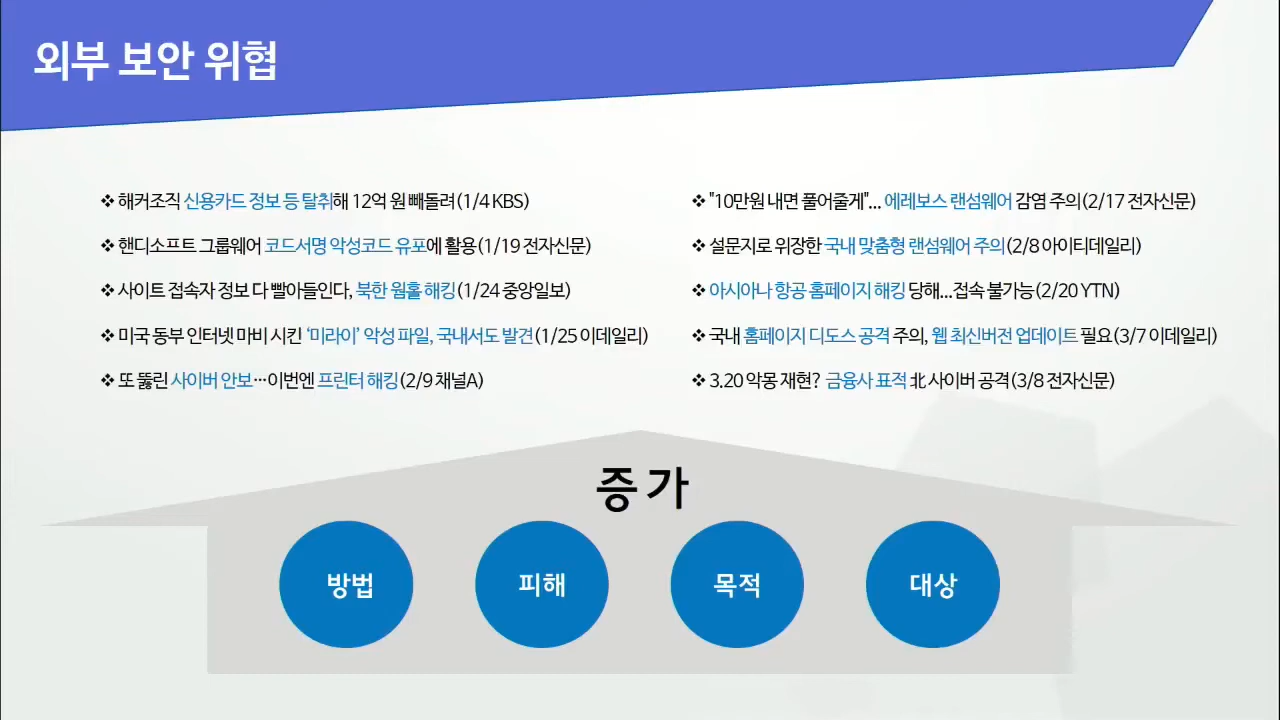 외부 보안 위협
❖ 해커조직 신용카드 정보 등 탈취해 12억 원 빼돌려(1/4 KBS)
❖ 핸디소프트 그룹웨어 코드서명 악성코드 유포에 활용(1/19 전자신문)
❖ 사이트 접속자 정보 다 빨아들인다, 북한 웜홀 해킹(1/24 중앙일보)
❖ 미국 동부 인터넷 마비 시킨 ‘미라이’ 악성 파일, 국내서도 발견(1/25 이데일리)
❖ 또 뚫린 사이버 안보…이번엔 프린터 해킹(2/9 채널A)
❖ "10만원 내면 풀어줄게"... 에레보스 랜섬웨어 감염 주의(2/17 전자신문)
❖ 설문지로 위장한 국내 맞춤형 랜섬웨어 주의(2/8 아이티데일리)
❖ 아시아나 항공 홈페이지 해킹 당해...접속 불가능(2/20 YTN)
❖ 국내 홈페이지 디도스 공격 주의, 웹 최신버전 업데이트 필요(3/7 이데일리)
❖ 3.20 악몽 재현? 금융사 표적 北 사이버 공격(3/8 전자신문)
증가
방법
피해
목적
대상